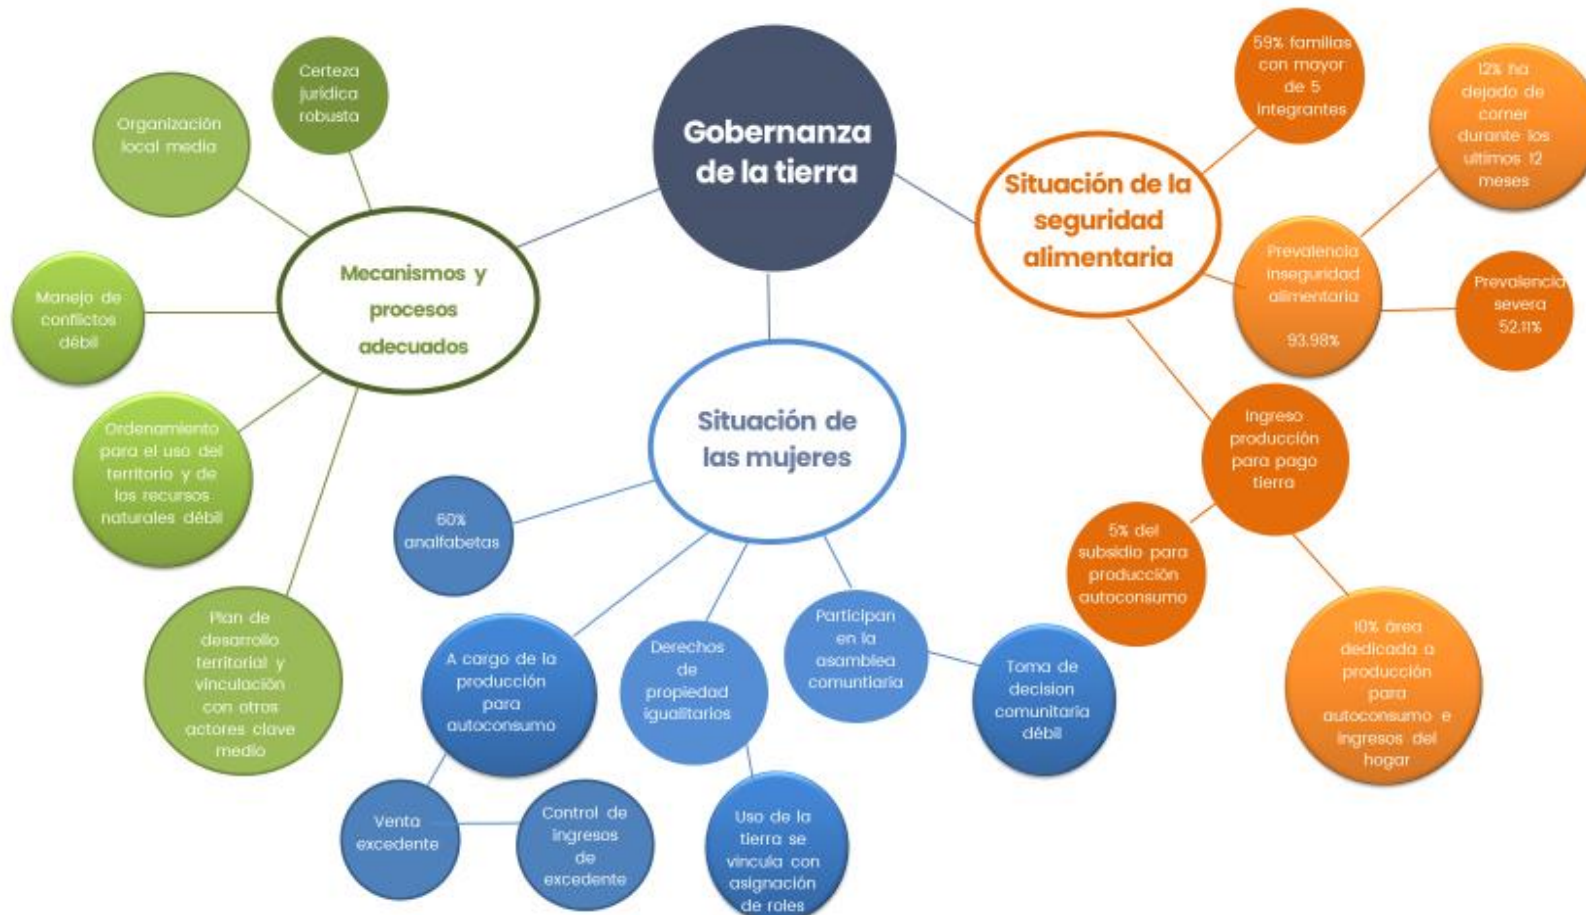 Gobernanza
de la tierra
Mecanismos y
procesos
adecuados
Certeza
jurídica
robusta
Organización
local media
Manejo de
conflictos
débil
Ordenamiento
para el uso del
territorio y de
los recursos
naturales débil
Plan de
desarrollo
territorial y
vinculación
con otros
actores clave
medio
Situación de
las mujeres
60%
analfabetas
A cargo de la
producción
para
autoconsumo
Venta
excedente
Control de
ingresos
de
excedente
Derechos
de
propiedad
igualitarios
Uso de la
tierra se
vincula con
asignación
de roles
Participan
en la
asamblea
comuntiaria
Toma de
decision
comunitaria
débil
Situación de la
seguridad
alimentaria
59% familias
con mayor
de 5
integrantes
Prevalencia
inseguridad
alimentaria
93.98%
12% ha
dejado de
comer
durante los
ultimos 12
meses
Prevalencia
severa
52.11%
Ingreso
producción
para pago
tierra
5% del
subsidio para
producción
autoconsumo
10% área
dedicada a
producción
para
autoconsumo e
ingresos del
hogar